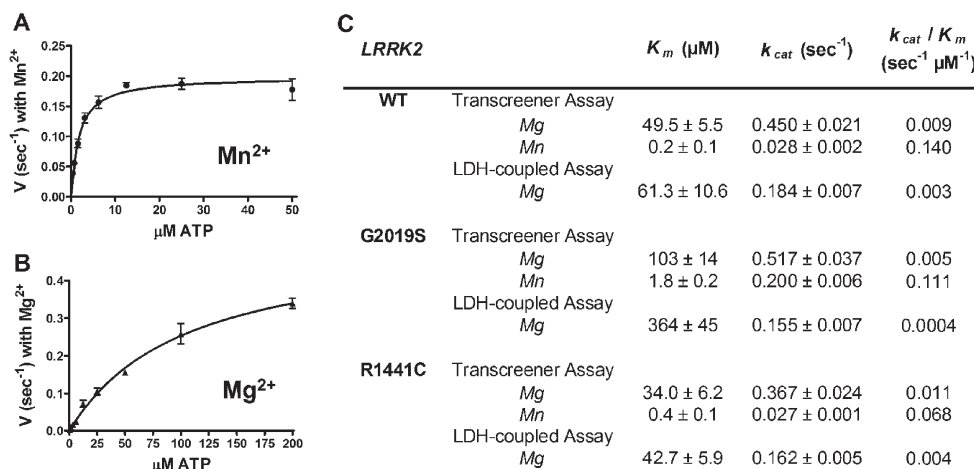 A
V (sec⁻¹) with Mn²⁺
0.25
0.20
0.15
0.10
0.05
0.00
Mn²⁺
0 10 20 30 40 50
µM ATP
B
V (sec⁻¹) with Mg²⁺
0.4
0.3
0.2
0.1
0.0
Mg²⁺
0 25 50 75 100 125 150 175 200
µM ATP
C
LRRK2 Km (µM) kcat (sec⁻¹) kcat / Km (sec⁻¹ µM⁻¹)
WT Transcreener Assay
Mg 49.5 ± 5.5 0.450 ± 0.021 0.009
Mn 0.2 ± 0.1 0.028 ± 0.002 0.140
LDH-coupled Assay
Mg 61.3 ± 10.6 0.184 ± 0.007 0.003
G2019S Transcreener Assay
Mg 103 ± 14 0.517 ± 0.037 0.005
Mn 1.8 ± 0.2 0.200 ± 0.006 0.111
LDH-coupled Assay
Mg 364 ± 45 0.155 ± 0.007 0.0004
R1441C Transcreener Assay
Mg 34.0 ± 6.2 0.367 ± 0.024 0.011
Mn 0.4 ± 0.1 0.027 ± 0.001 0.068
LDH-coupled Assay
Mg 42.7 ± 5.9 0.162 ± 0.005 0.004